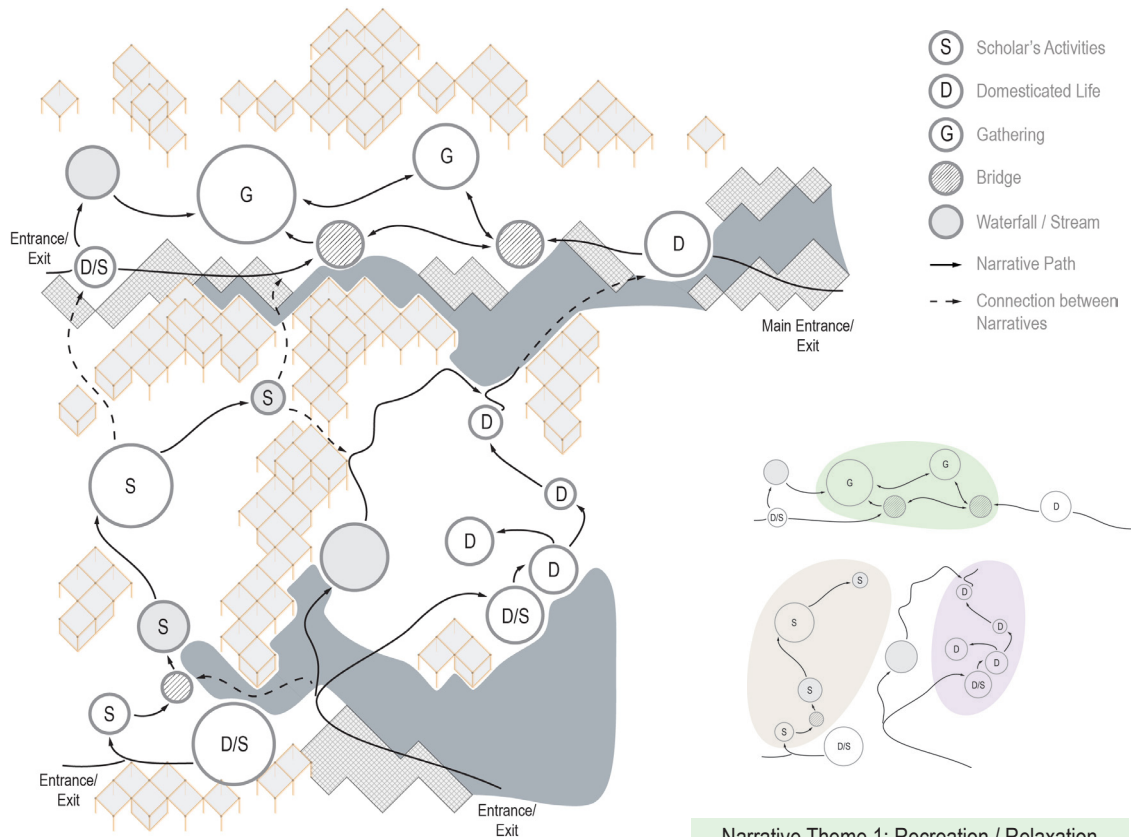 S
Scholar's Activities
D
Domesticated Life
G
Gathering
Bridge
Waterfall / Stream
Narrative Path
Connection between
Narratives
G
G
Entrance/
Exit
D/S
D
Main Entrance/
Exit
S
D
S
D
D
D
D/S
S
S
D/S
Entrance/
Exit
Entrance/
Exit
G
G
D/S
D
S
S
D
D
D
D
D/S
S
S
D/S
Narrative Theme 1: Recreation / Relaxation